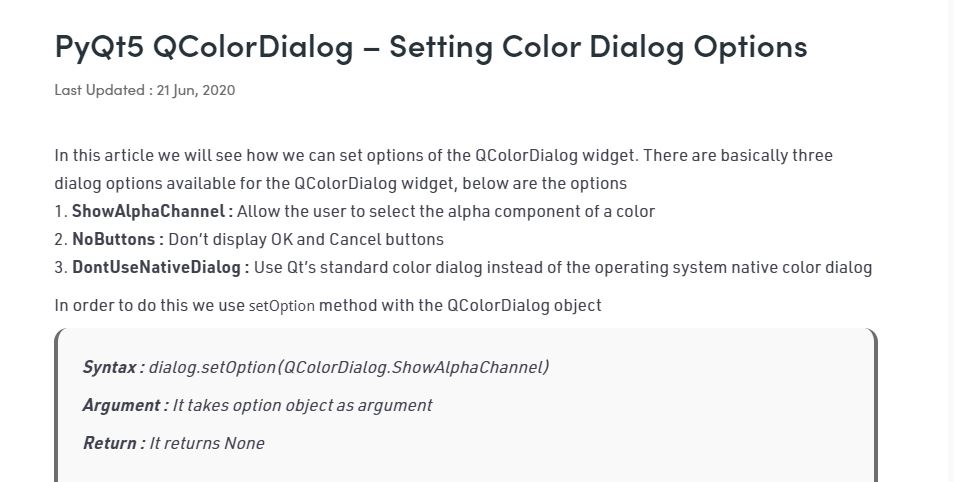 PyQt5 QColorDialog – Setting Color Dialog Options
Last Updated : 21 Jun, 2020
In this article we will see how we can set options of the QColorDialog widget. There are basically three
dialog options available for the QColorDialog widget, below are the options
1. ShowAlphaChannel : Allow the user to select the alpha component of a color
2. NoButtons : Don’t display OK and Cancel buttons
3. DontUseNativeDialog : Use Qt’s standard color dialog instead of the operating system native color dialog
In order to do this we use setOption method with the QColorDialog object
Syntax : dialog.setOption(QColorDialog.ShowAlphaChannel)
Argument : It takes option object as argument
Return : It returns None